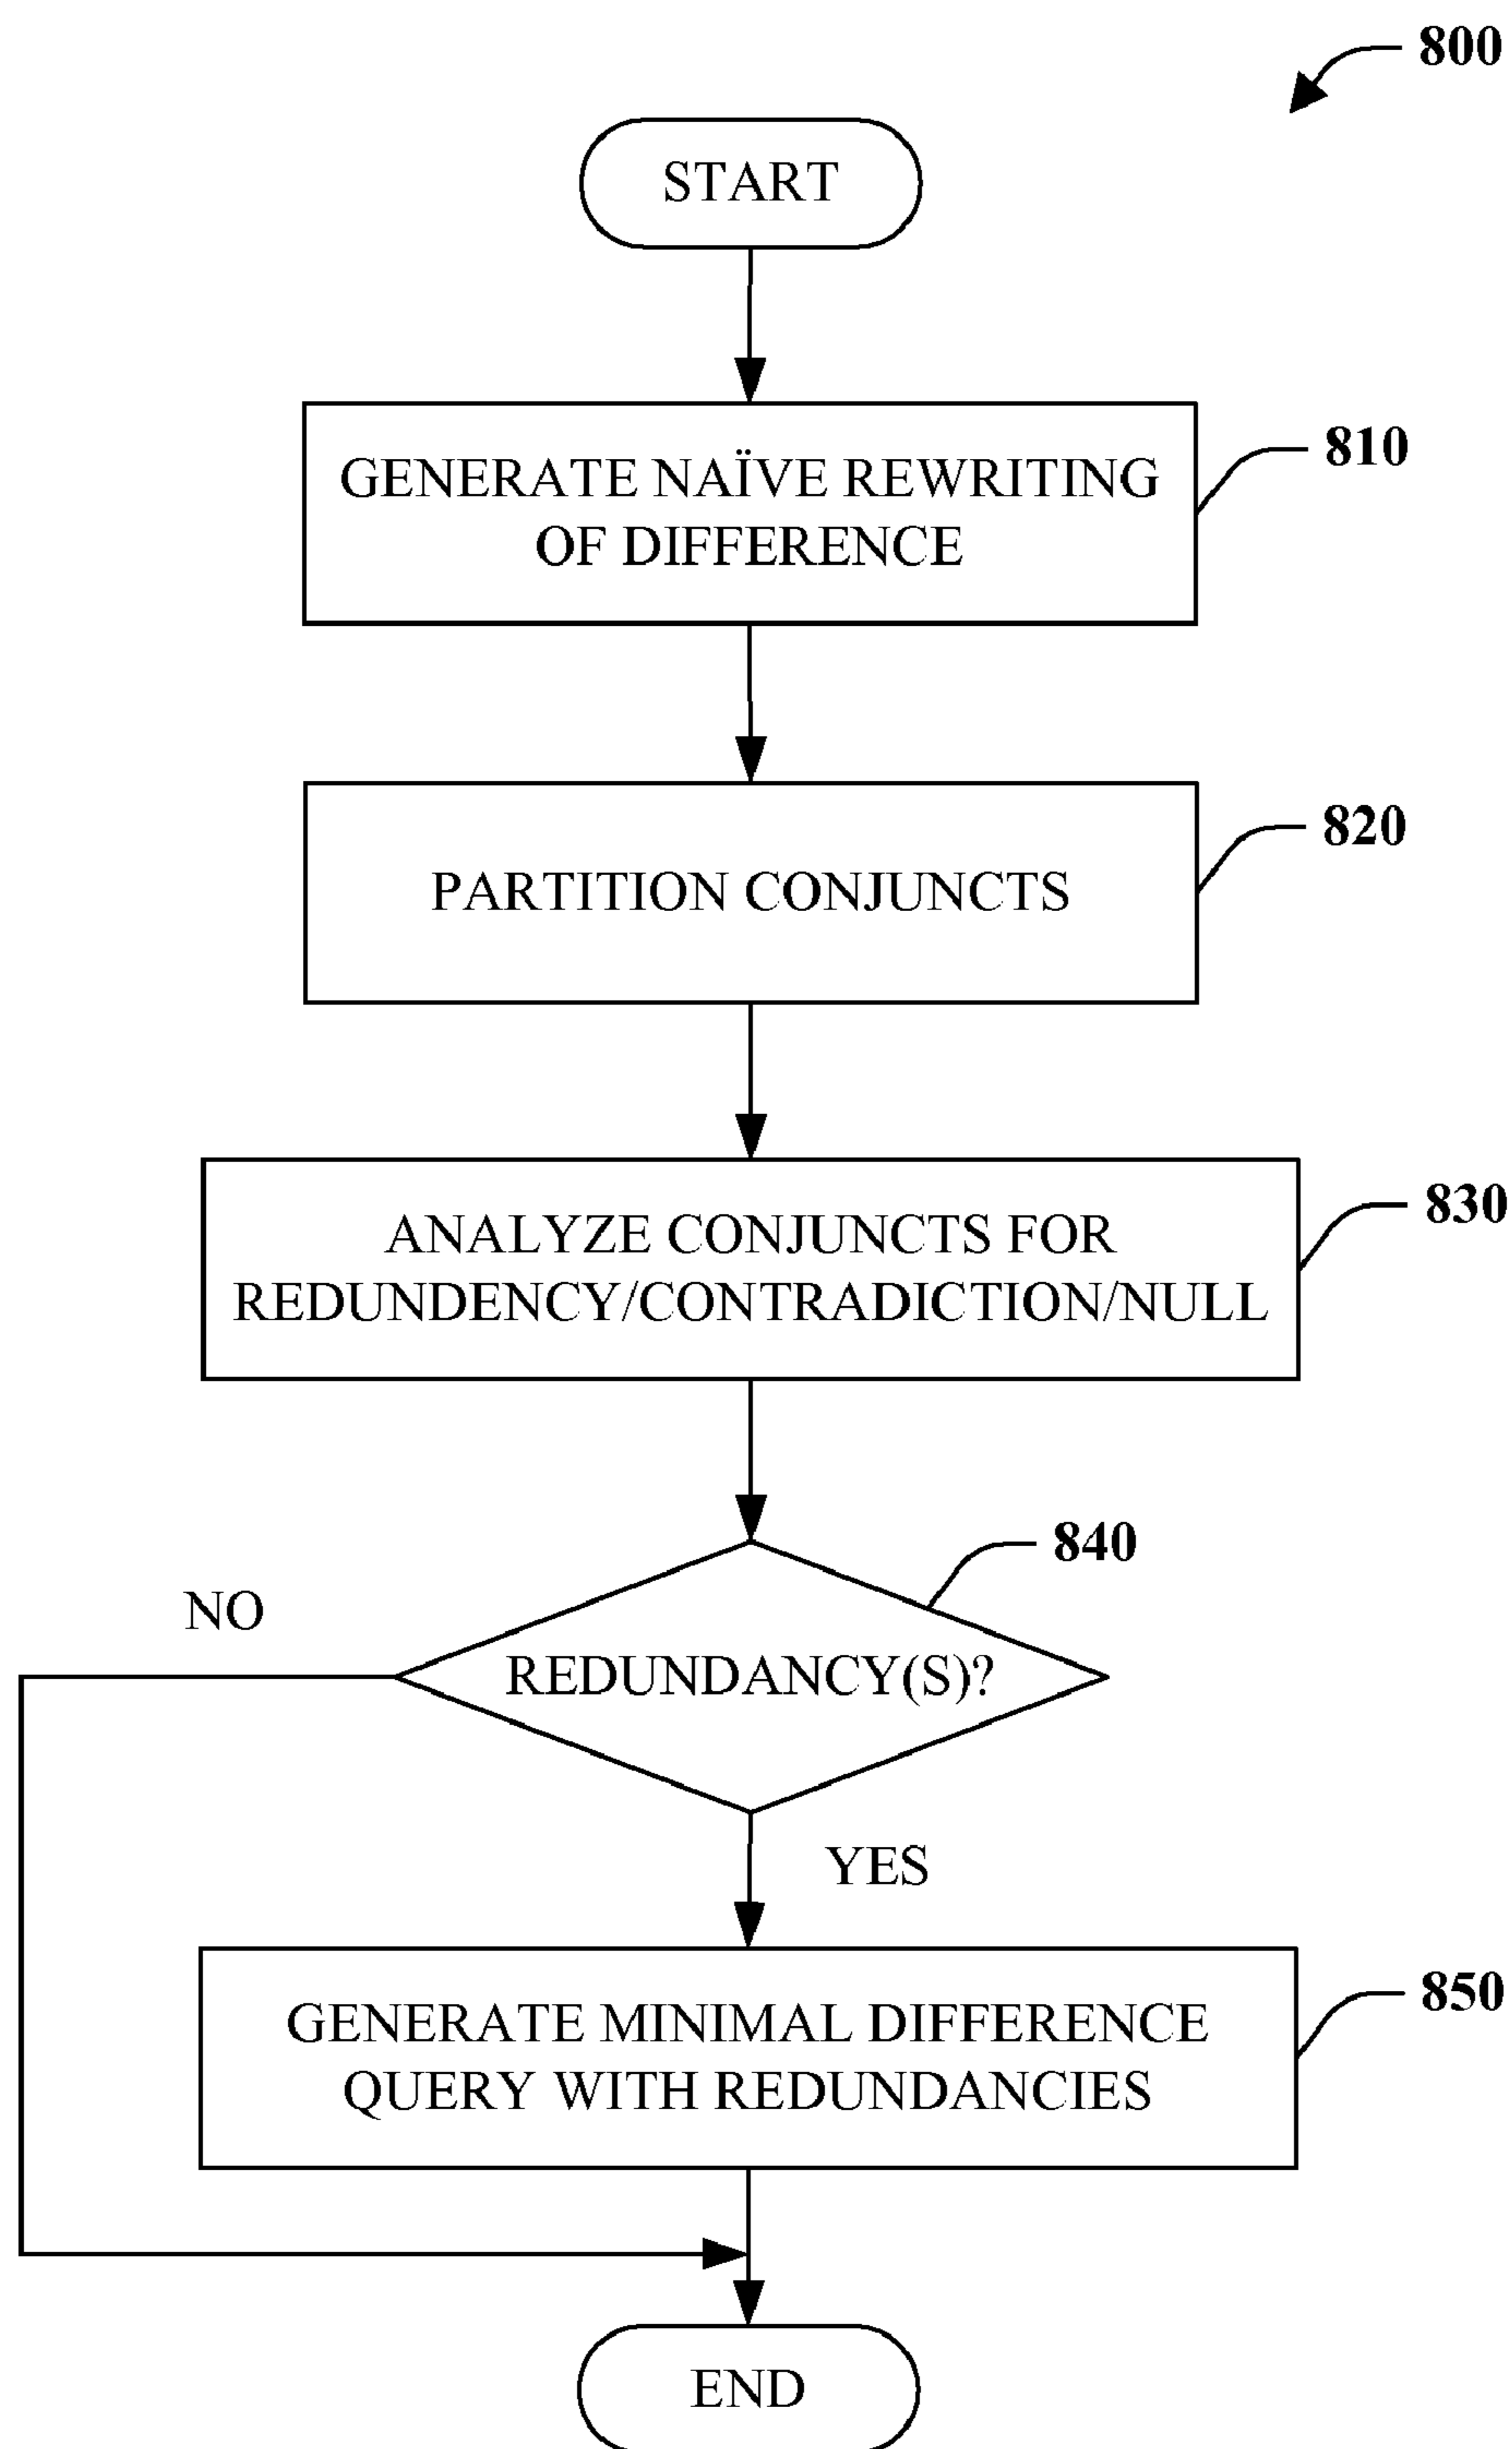 800
START
GENERATE NAÏVE REWRITING
OF DIFFERENCE
810
PARTITION CONJUNCTS
820
ANALYZE CONJUNCTS FOR
REDUNDENCY/CONTRADICTION/NULL
830
840
NO
REDUNDANCY(S)?
YES
GENERATE MINIMAL DIFFERENCE
QUERY WITH REDUNDANCIES
850
END